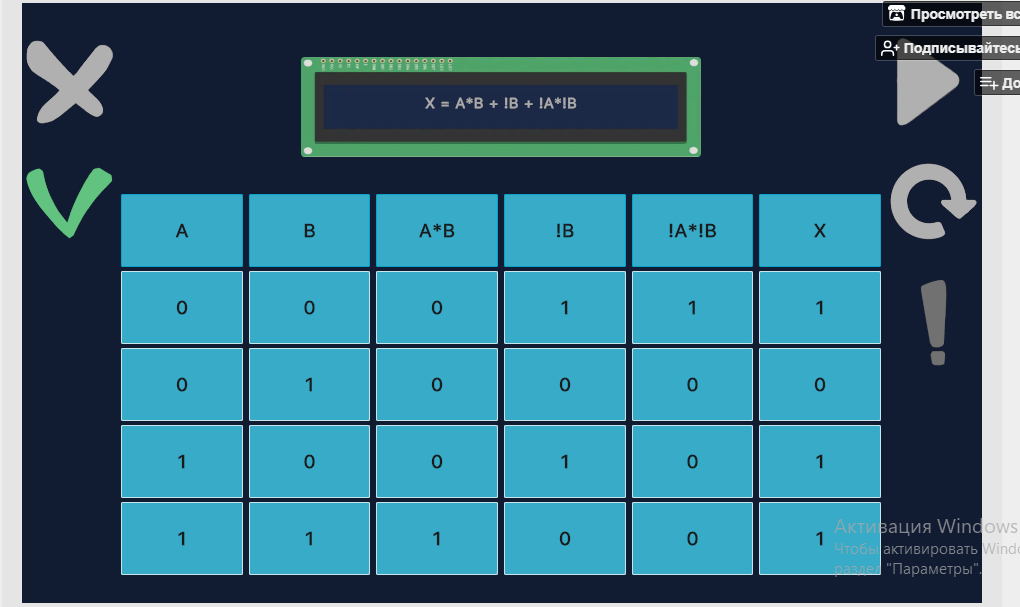 Просмотреть вс
Подписывайтесь
До
X = A*B + !B + !A*!B
A B A*B !B !A*!B X
0 0 0 1 1 1
0 1 0 0 0 0
1 0 0 1 0 1
1 1 1 0 0 1
Активация Windows
Чтобы активировать Windo
раздел "Параметры".